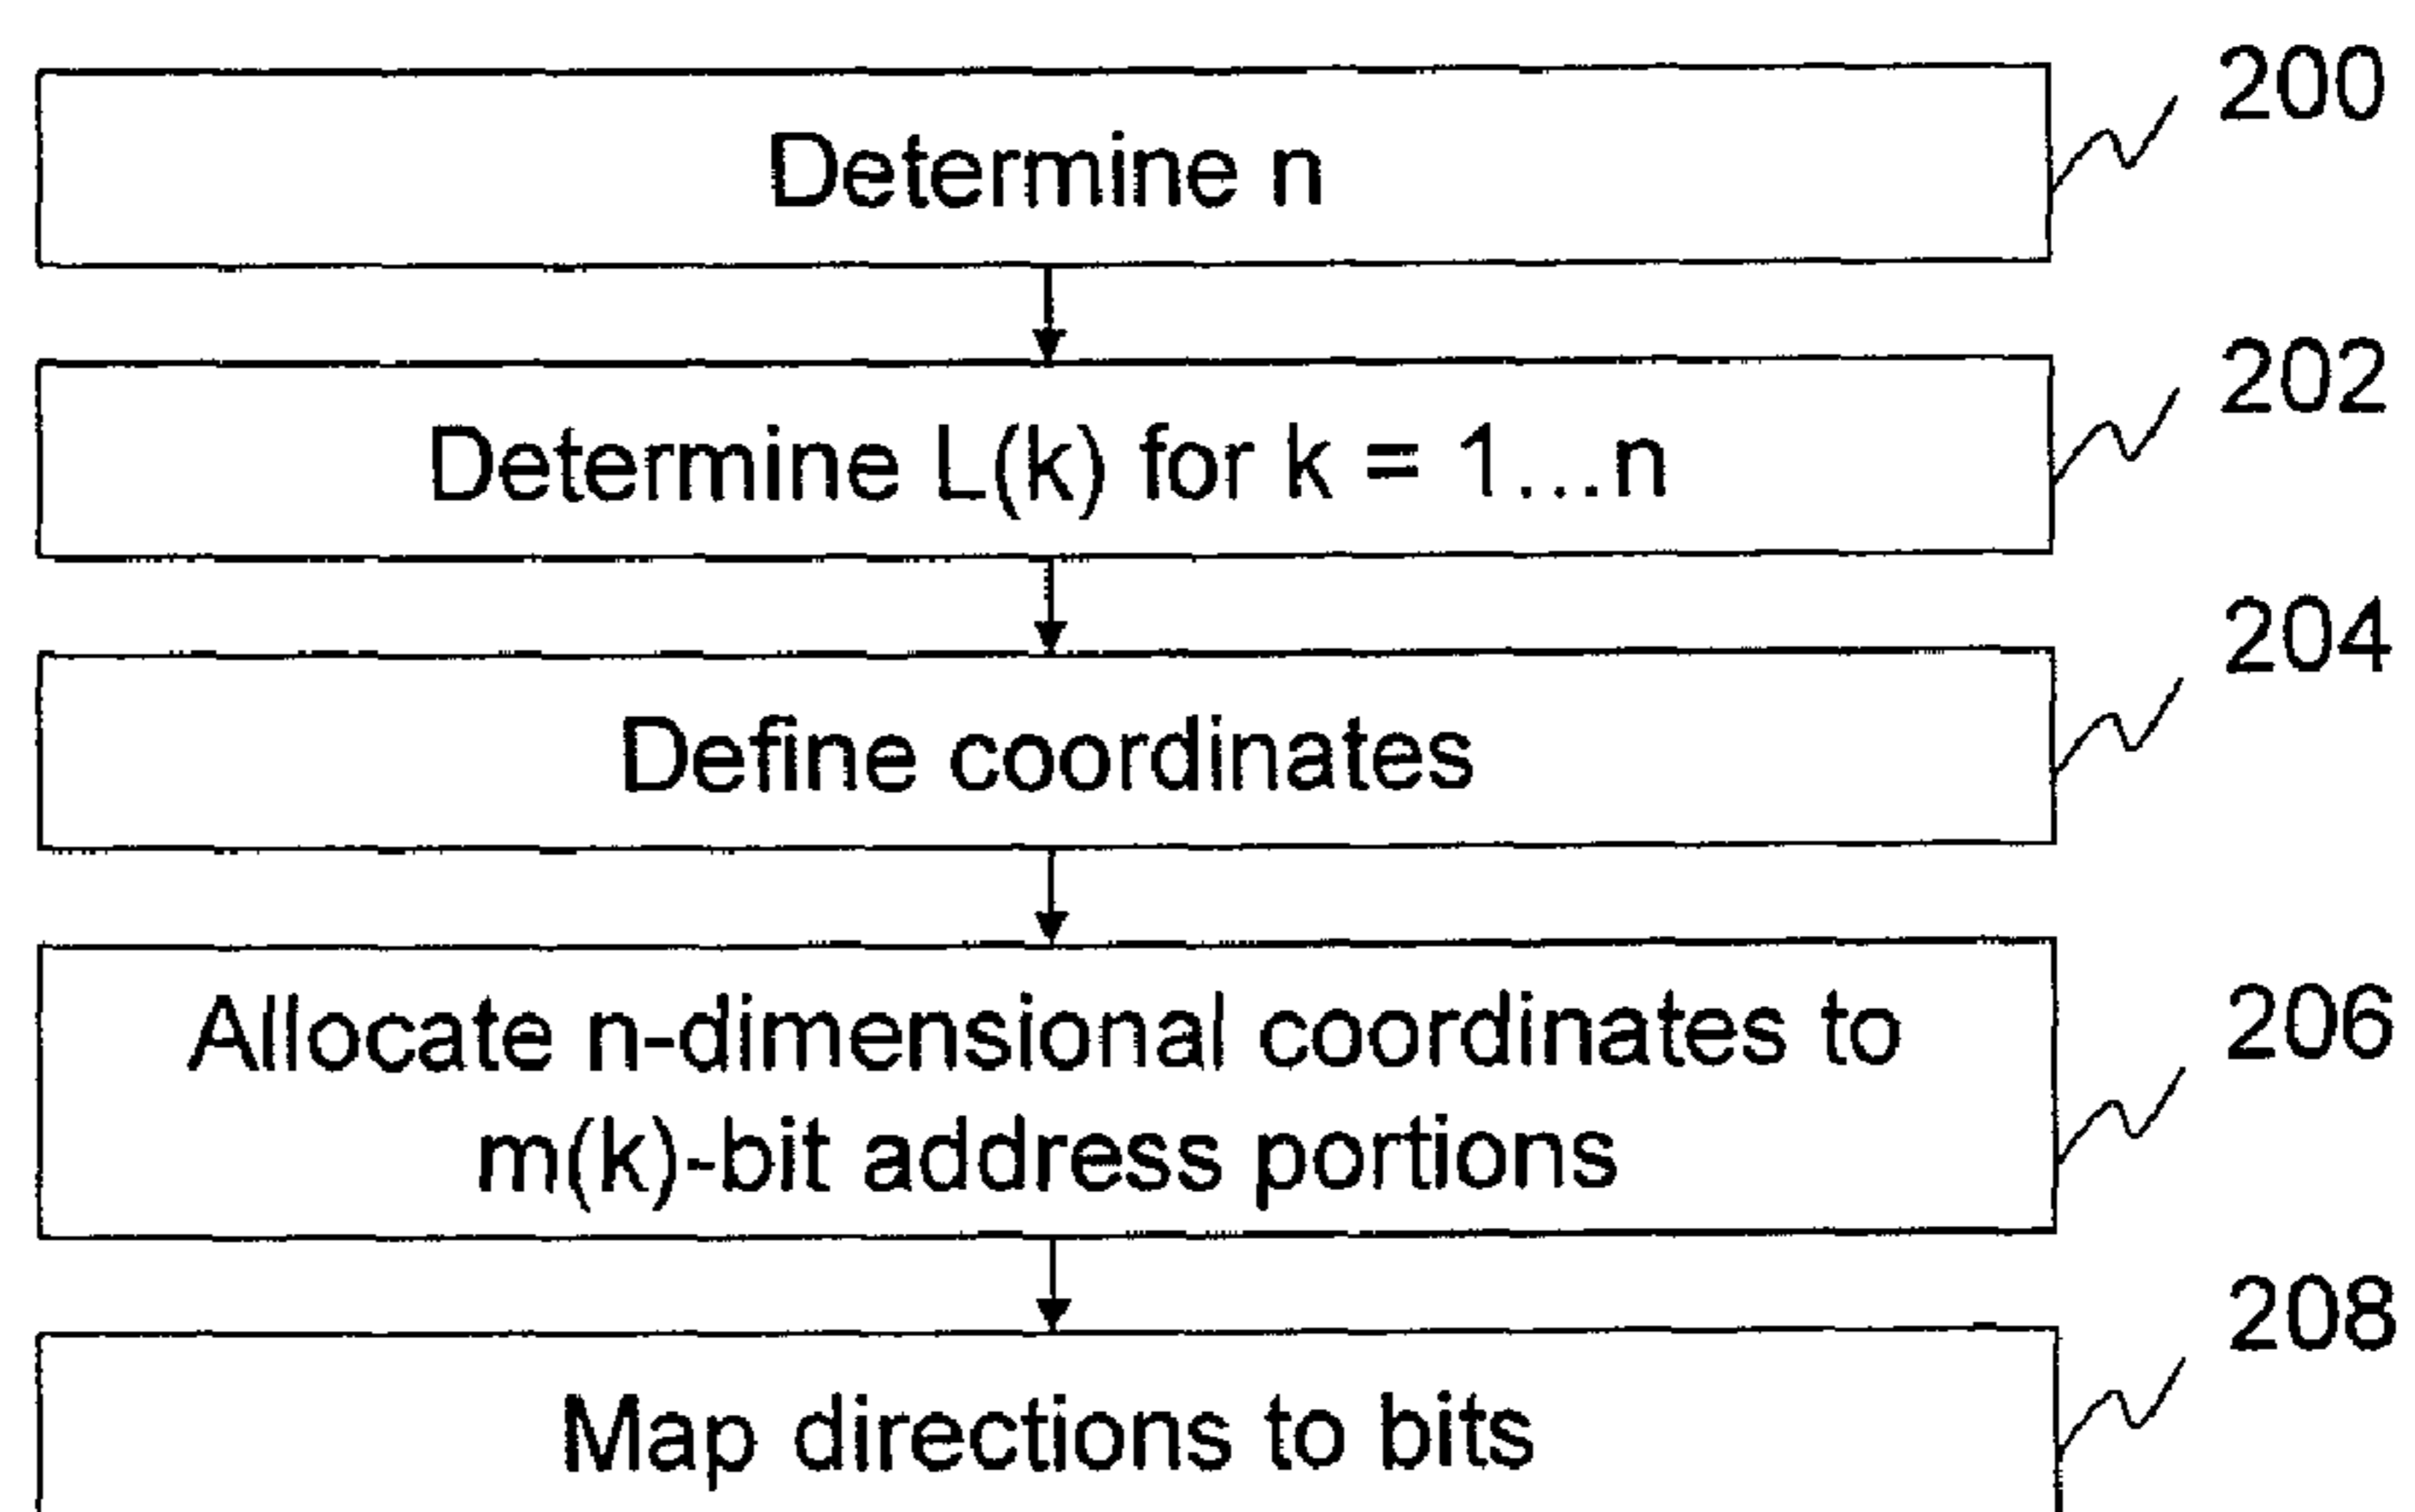 200
Determine n
202
Determine L(k) for k = 1...n
204
Define coordinates
206
Allocate n-dimensional coordinates to
m(k)-bit address portions
208
Map directions to bits